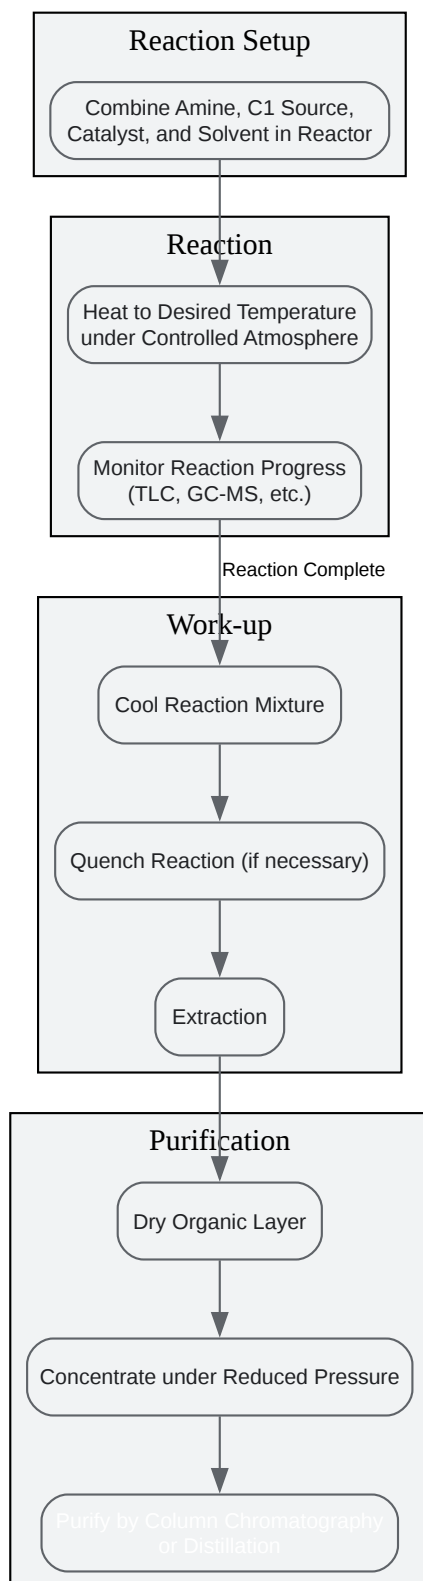 Reaction Setup
Combine Amine, C1 Source,
Catalyst, and Solvent in Reactor
Reaction
Heat to Desired Temperature
under Controlled Atmosphere
Monitor Reaction Progress
(TLC, GC-MS, etc.)
Reaction Complete
Work-up
Cool Reaction Mixture
Quench Reaction (if necessary)
Extraction
Purification
Dry Organic Layer
Concentrate under Reduced Pressure
Purify by Column Chromatography
or Distillation